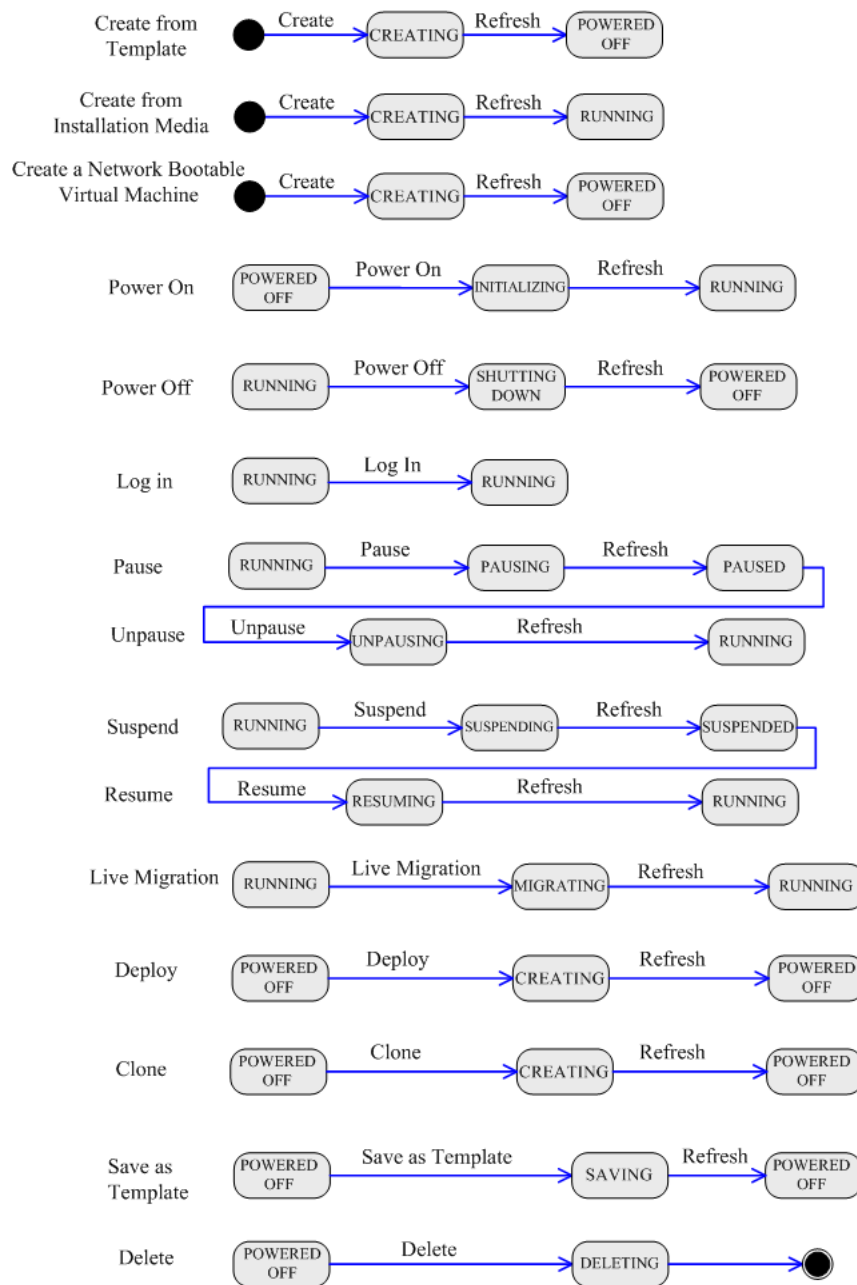 Create from
Template
Create
CREATING
Refresh
POWERED
OFF
Create from
Installation Media
Create
CREATING
Refresh
RUNNING
Create a Network Bootable
Virtual Machine
Create
CREATING
Refresh
POWERED
OFF
Power On
POWERED
OFF
Power On
INITIALIZING
Refresh
RUNNING
Power Off
RUNNING
Power Off
SHUTTING
DOWN
Refresh
POWERED
OFF
Log in
RUNNING
Log In
RUNNING
Pause
RUNNING
Pause
PAUSING
Refresh
PAUSED
Unpause
Unpause
UNPAUSING
Refresh
RUNNING
Suspend
RUNNING
Suspend
SUSPENDING
Refresh
SUSPENDED
Resume
Resume
RESUMING
Refresh
RUNNING
Live Migration
RUNNING
Live Migration
MIGRATING
Refresh
RUNNING
Deploy
POWERED
OFF
Deploy
CREATING
Refresh
POWERED
OFF
Clone
POWERED
OFF
Clone
CREATING
Refresh
POWERED
OFF
Save as
Template
POWERED
OFF
Save as Template
SAVING
Refresh
POWERED
OFF
Delete
POWERED
OFF
Delete
DELETING